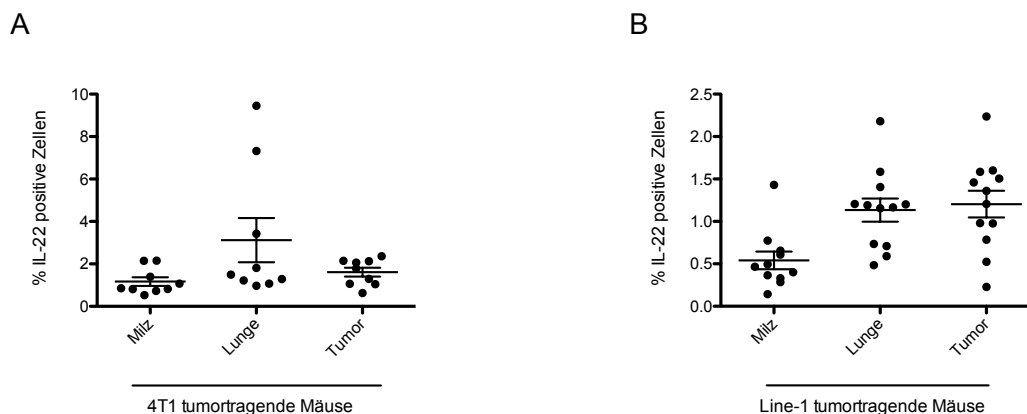 A
B
% IL-22 positive Zellen
10
8
6
4
2
0
Milz
Lunge
Tumor
4T1 tumortragende Mäuse
% IL-22 positive Zellen
2.5
2.0
1.5
1.0
0.5
0.0
Milz
Lunge
Tumor
Line-1 tumortragende Mäuse